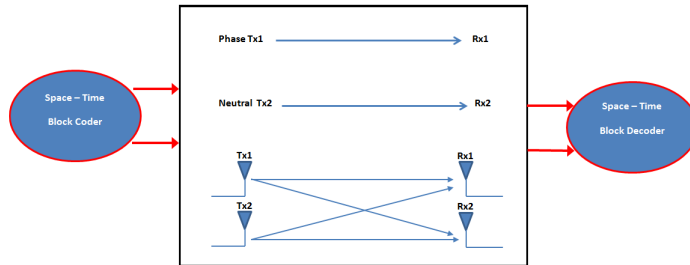 Phase Tx1
Rx1
Space – Time
Block Coder
Neutral Tx2
Rx2
Space – Time
Block Decoder
Tx1
Rx1
Tx2
Rx2